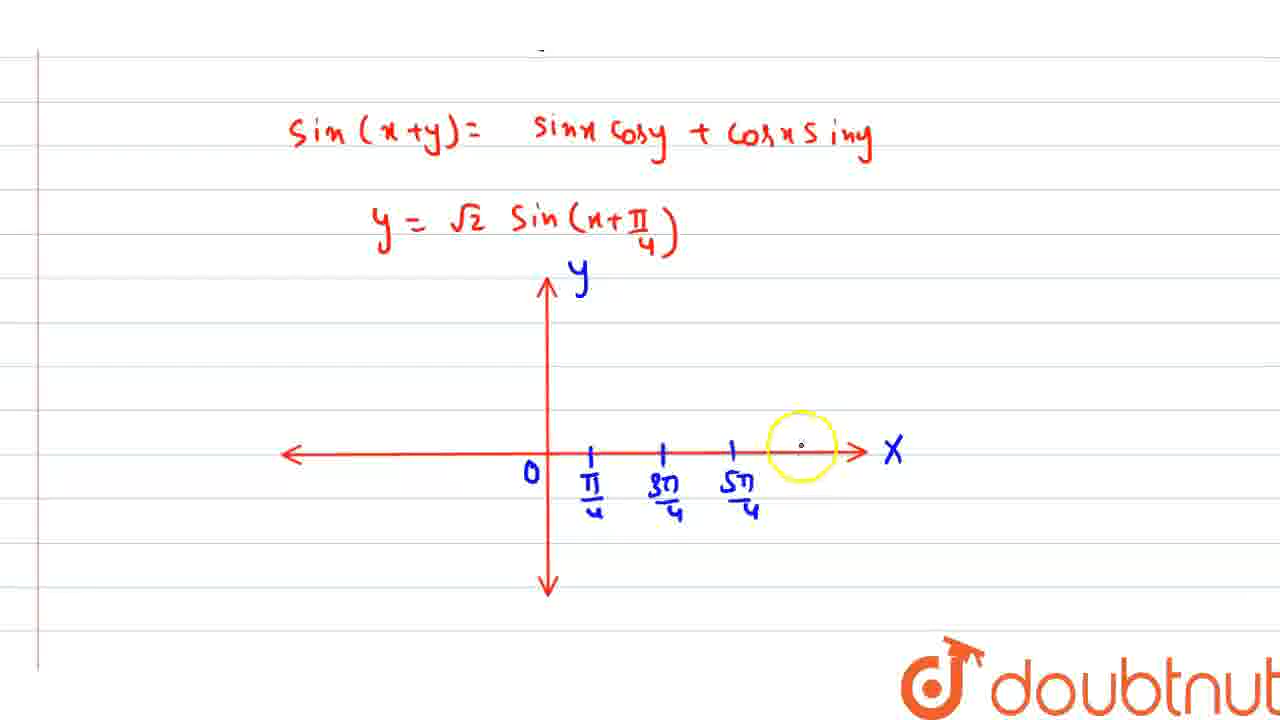 sin(x+y)= sinx cosy + cosx siny
y = √2 sin(x+π/4)
y
0
x
π/4 3π/4 5π/4
doubtnut